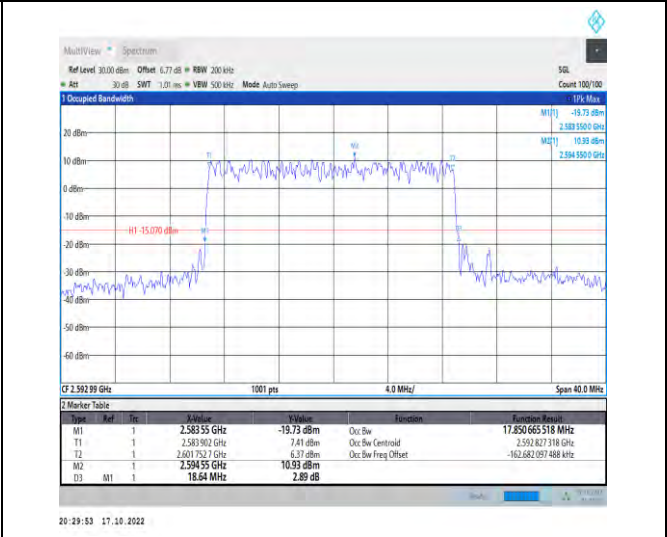 MultiView Spectrum
Ref Level 30.00 dBm Offset 6.77 dB RBW 200 kHz SGL
Att 30 dB SWT 1.01 ms VBW 500 kHz Mode Auto Sweep Count 100/100
1 Occupied Bandwidth 1Pk Max
M1[1] -19.73 dBm
2.583 5500 GHz
M2[1] 10.93 dBm
2.594 5500 GHz
20 dBm
10 dBm
0 dBm
-10 dBm
H1 -15.070 dBm
-20 dBm
-30 dBm
-40 dBm
-50 dBm
-60 dBm
T1
M2
T2
M1
CF 2.592 99 GHz 1001 pts 4.0 MHz/ Span 40.0 MHz
2 Marker Table
Type Ref Trc X-Value Y-Value Function Function Result
M1 1 2.583 55 GHz -19.73 dBm Occ Bw 17.850 665 518 MHz
T1 1 2.583 902 GHz 7.41 dBm Occ Bw Centroid 2.592 827 318 GHz
T2 1 2.601 752 7 GHz 6.37 dBm Occ Bw Freq Offset -162.682 097 488 kHz
M2 1 2.594 55 GHz 10.93 dBm
D3 M1 1 18.64 MHz 2.89 dB
20:29:53 17.10.2022